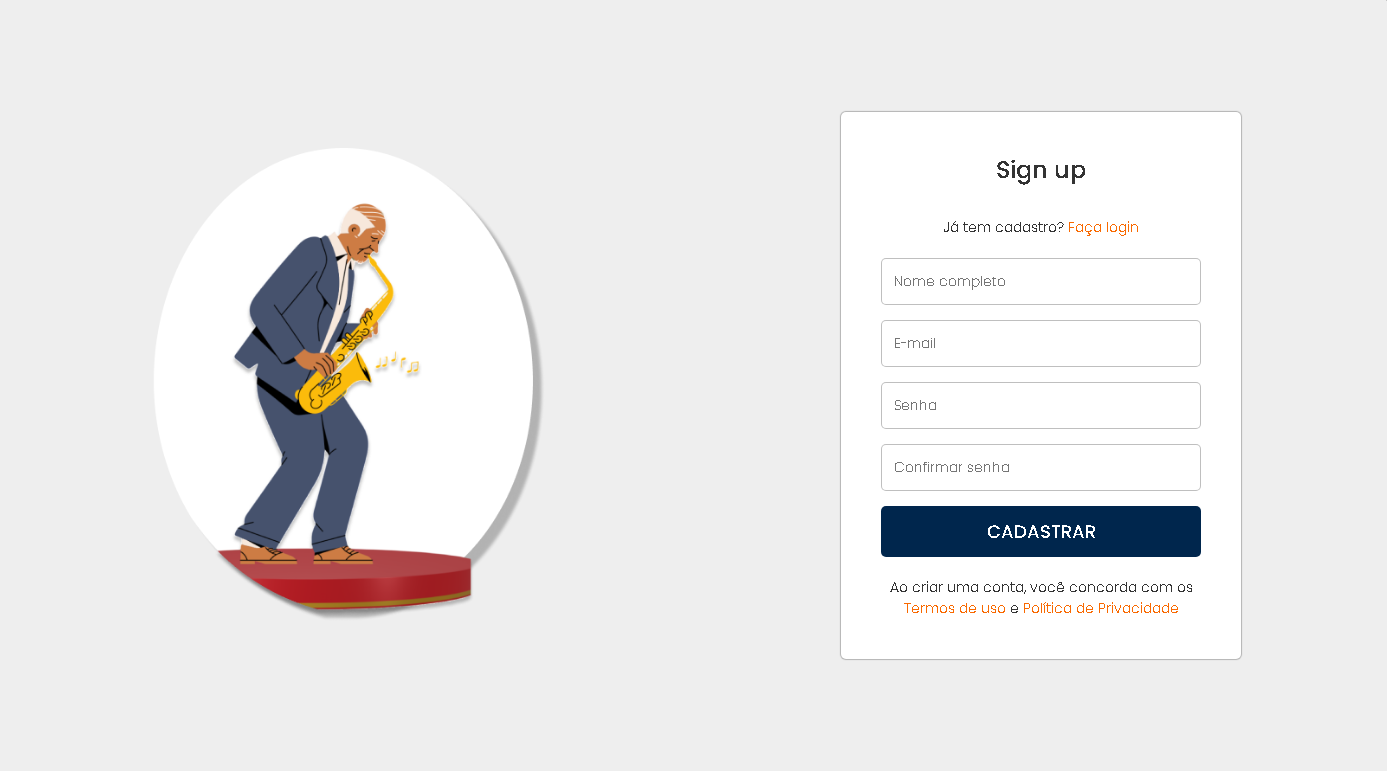 Sign up
Já tem cadastro? Faça login
Nome completo
E-mail
Senha
Confirmar senha
CADASTRAR
Ao criar uma conta, você concorda com os
Termos de uso e Política de Privacidade